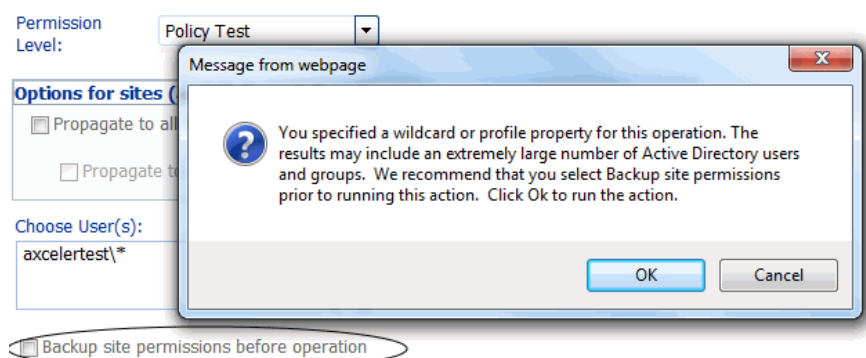 Permission
Level:
Policy Test
Message from webpage
Options for sites (
Propagate to all
Propagate t
You specified a wildcard or profile property for this operation. The
results may include an extremely large number of Active Directory users
and groups. We recommend that you select Backup site permissions
prior to running this action. Click Ok to run the action.
Choose User(s):
axcelertest\*
OK
Cancel
Backup site permissions before operation